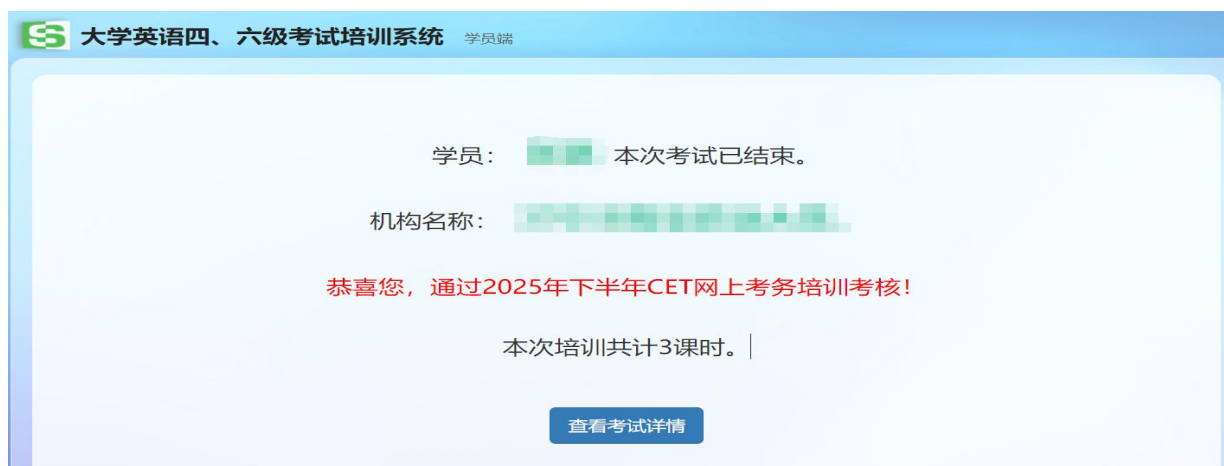 大学英语四、六级考试培训系统 学员端
学员： 本次考试已结束。
机构名称：
恭喜您，通过2025年下半年CET网上考务培训考核！
本次培训共计3课时。
查看考试详情